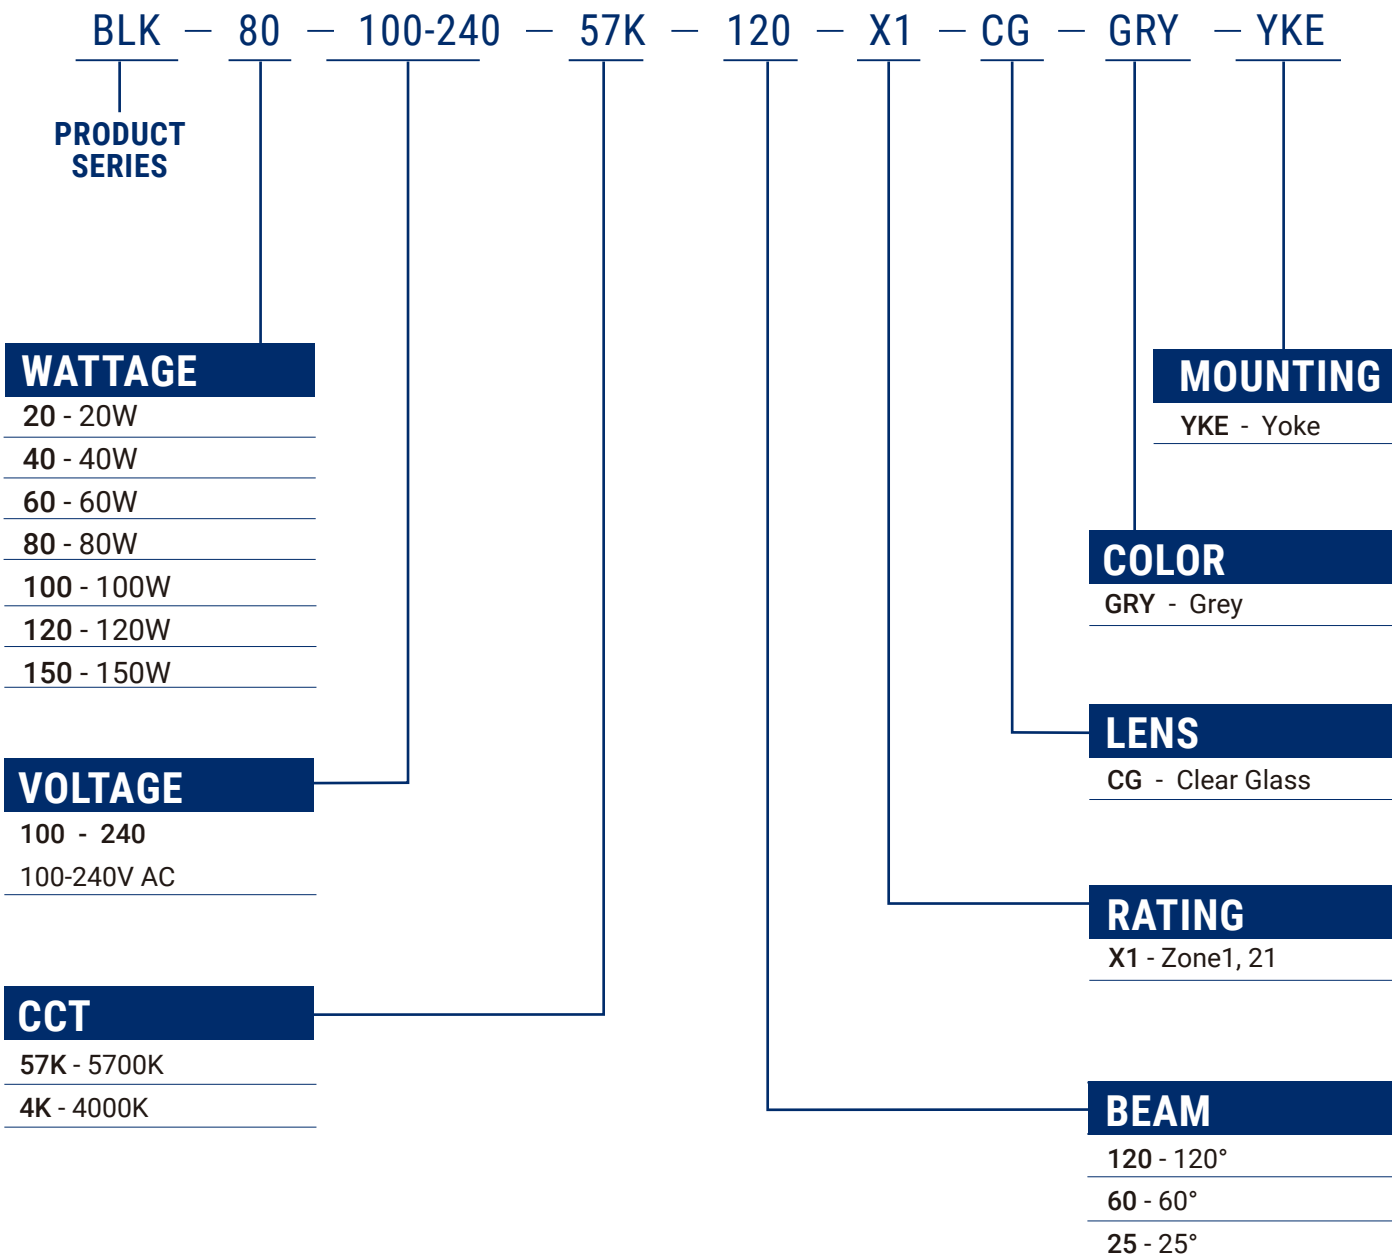 BLK — 80 — 100-240 — 57K — 120 — X1 — CG — GRY — YKE
PRODUCT
SERIES
WATTAGE
20 - 20W
40 - 40W
60 - 60W
80 - 80W
100 - 100W
120 - 120W
150 - 150W
VOLTAGE
100 - 240
100-240V AC
CCT
57K - 5700K
4K - 4000K
MOUNTING
YKE - Yoke
COLOR
GRY - Grey
LENS
CG - Clear Glass
RATING
X1 - Zone1, 21
BEAM
120 - 120°
60 - 60°
25 - 25°